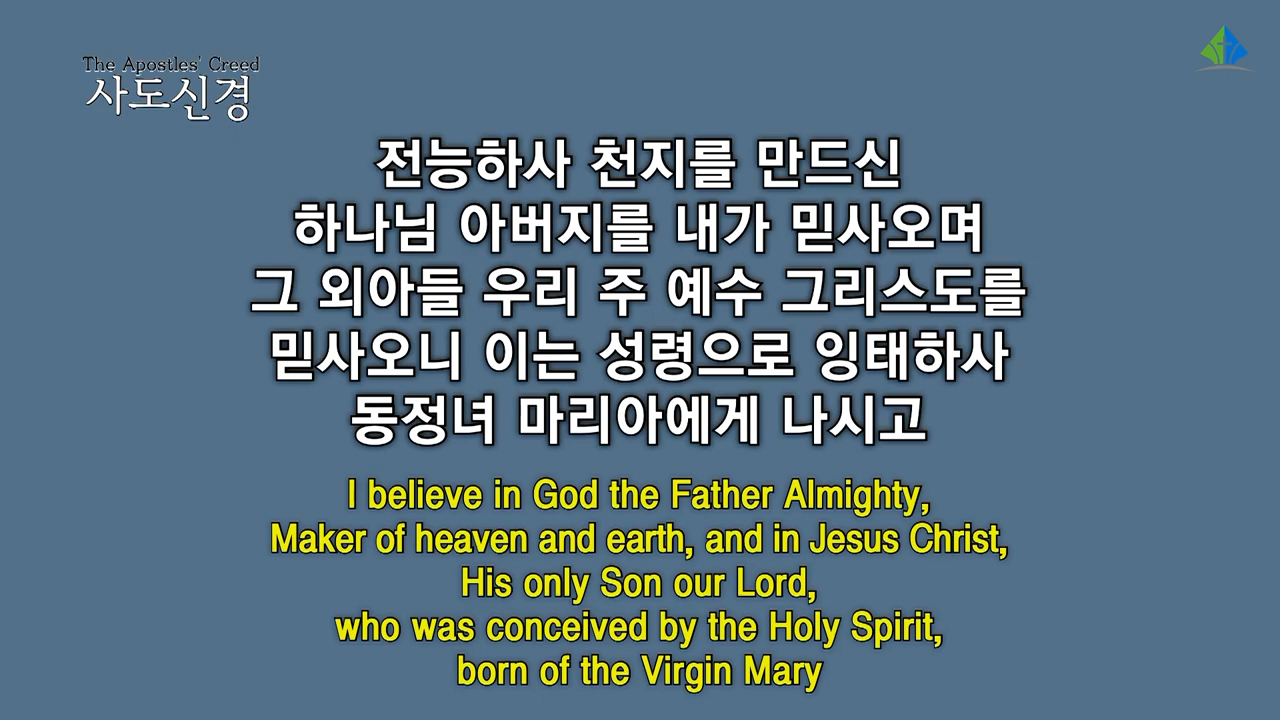 The Apostles' Creed
사도신경
전능하사 천지를 만드신
하나님 아버지를 내가 믿사오며
그 외아들 우리 주 예수 그리스도를
믿사오니 이는 성령으로 잉태하사
동정녀 마리아에게 나시고
I believe in God the Father Almighty,
Maker of heaven and earth, and in Jesus Christ,
His only Son our Lord,
who was conceived by the Holy Spirit,
born of the Virgin Mary